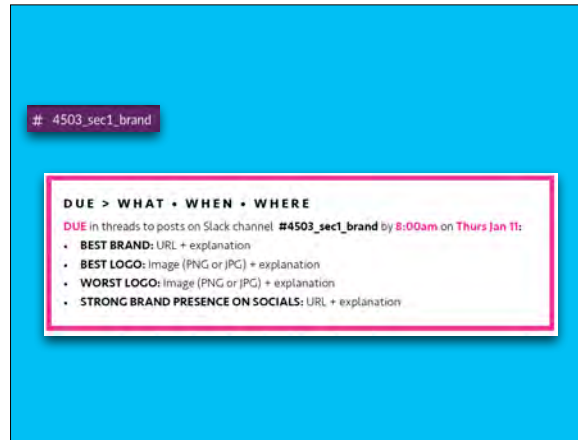 # 4503_sec1_brand
DUE > WHAT • WHEN • WHERE
DUE in threads to posts on Slack channel #4503_sec1_brand by 8:00am on Thurs Jan 11:
• BEST BRAND: URL + explanation
• BEST LOGO: Image (PNG or JPG) + explanation
• WORST LOGO: Image (PNG or JPG) + explanation
• STRONG BRAND PRESENCE ON SOCIALS: URL + explanation